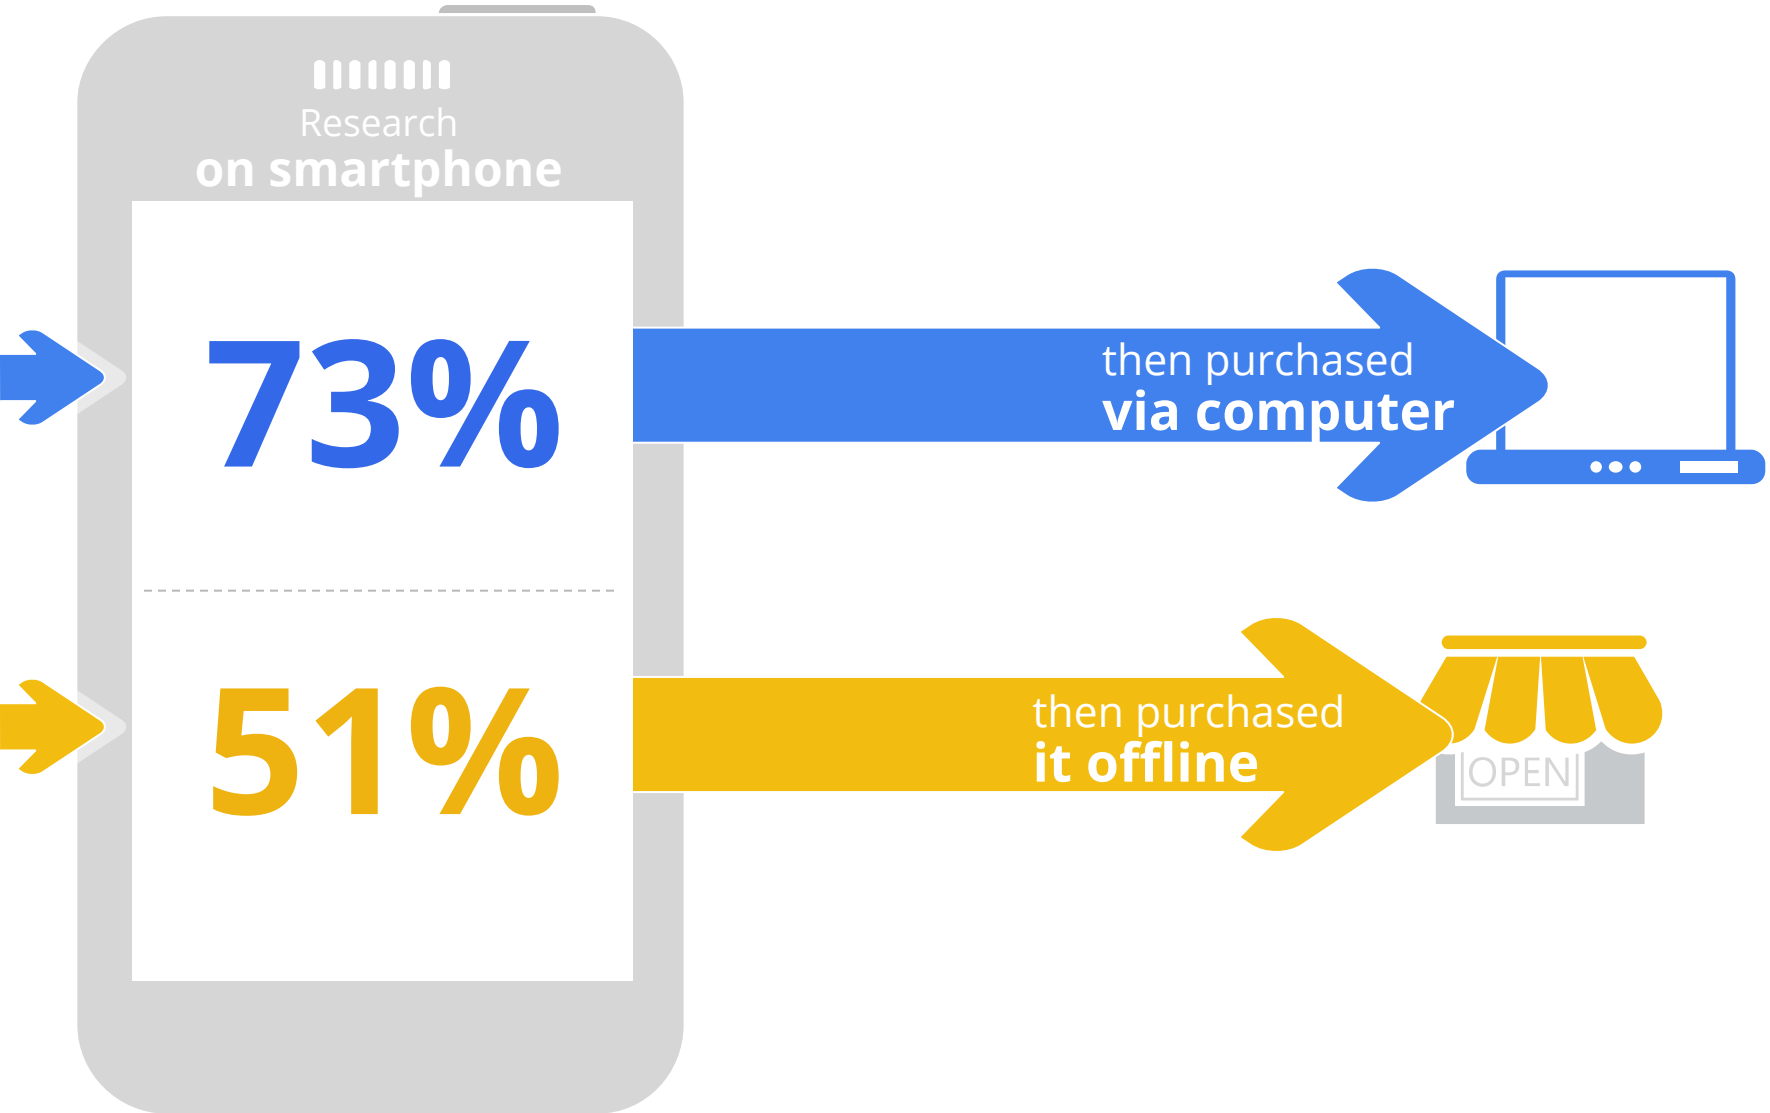 Research
on smartphone
73%
then purchased
via computer
51%
then purchased
it offline
OPEN